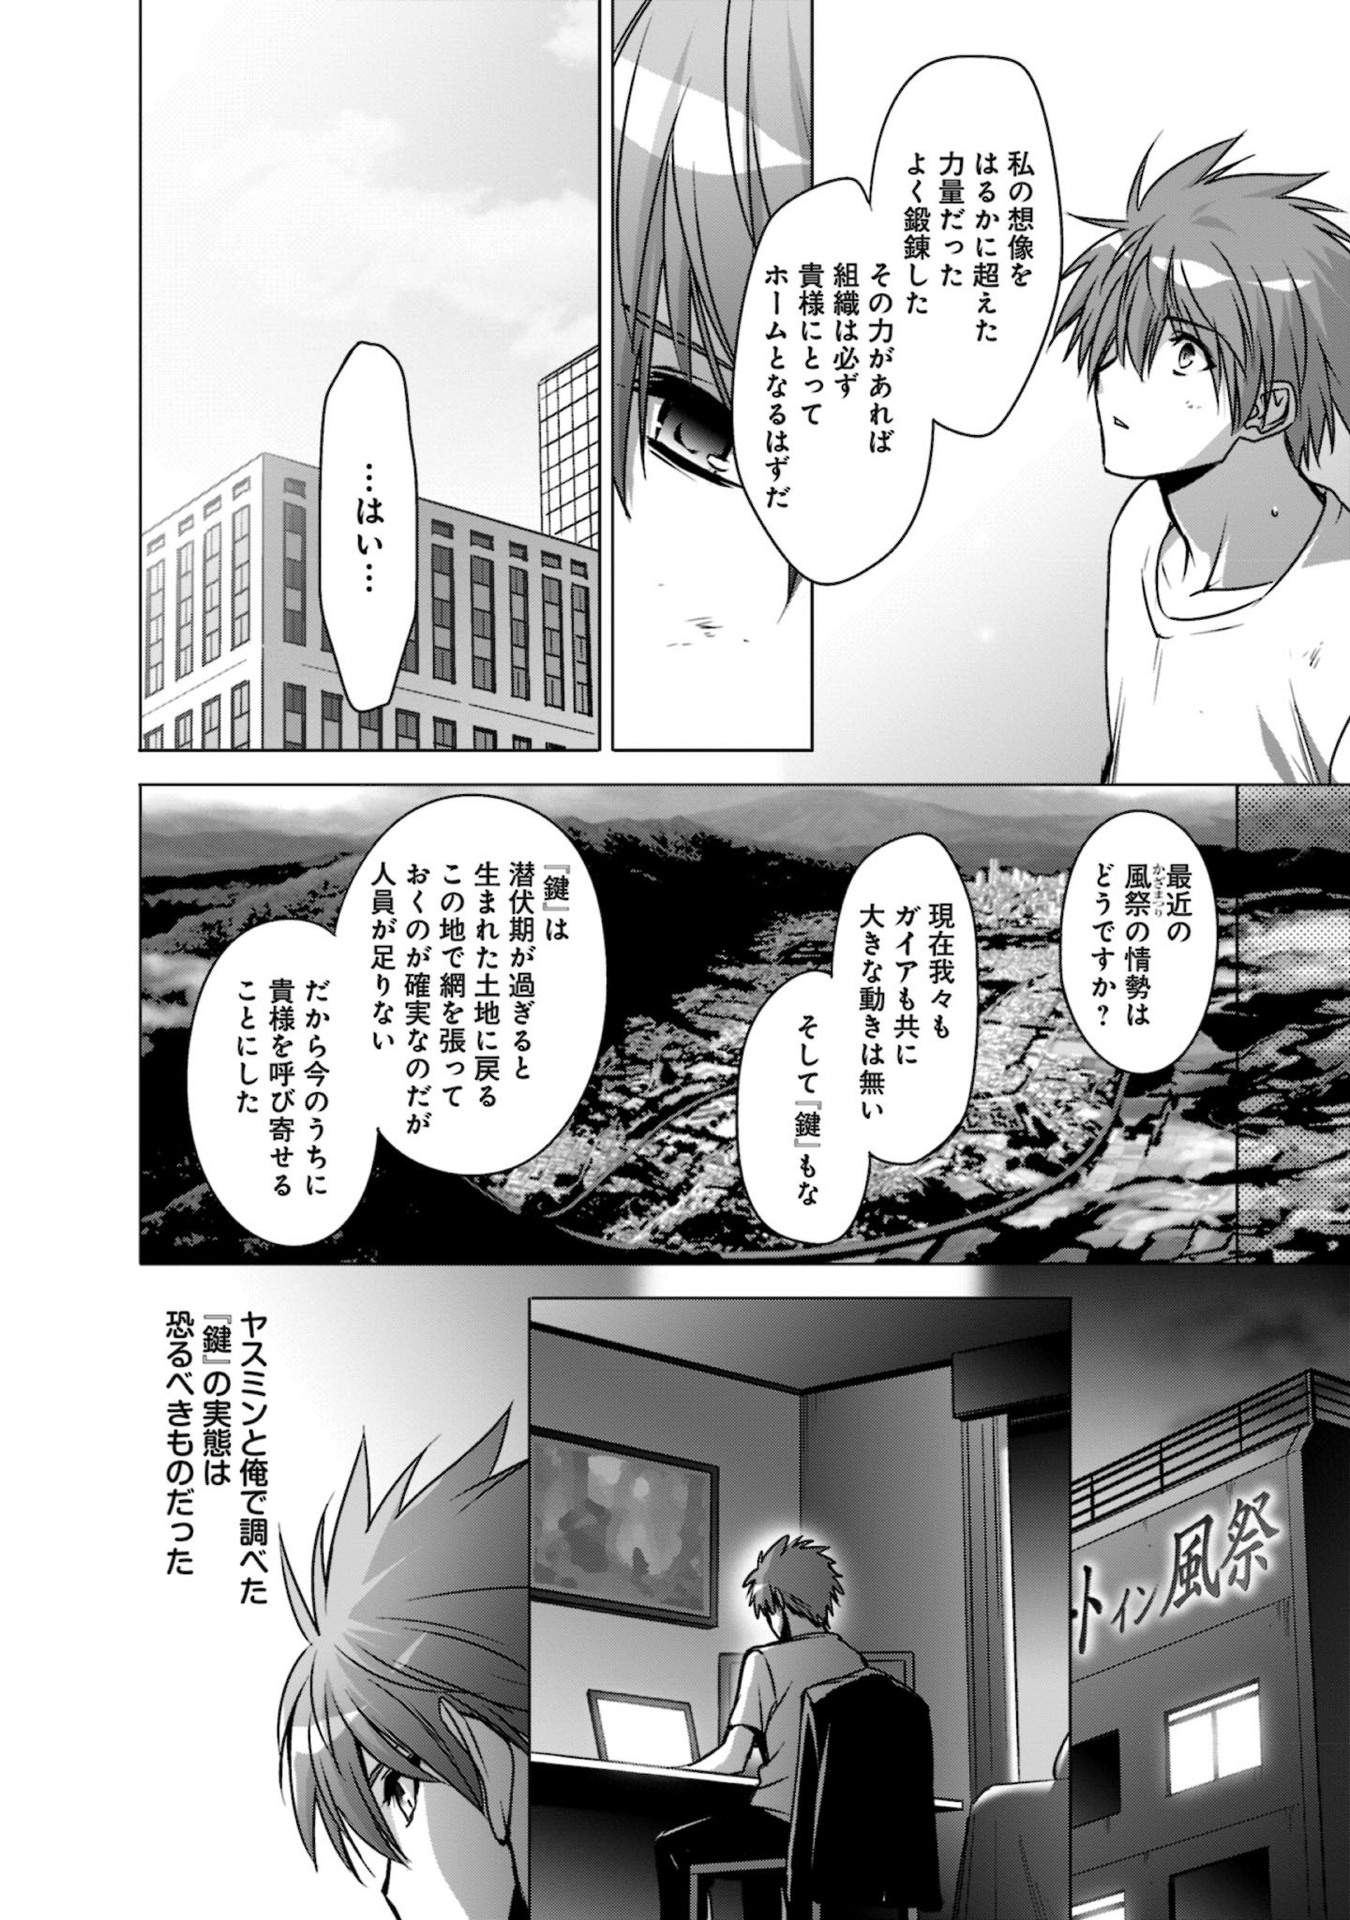 私の想像を
はるかに超えた
力量だった
よく鍛錬した
その力があれば
組織は必ず
貴様にとって
ホームとなるはずだ
…はい…
最近の
風祭の情勢は
かざまつり
どうですか?
現在我々も
ガイアも共に
大きな動きは無い
そして『鍵』もな
『鍵』は
潜伏期が過ぎると
生まれた土地に戻る
この地で網を張って
おくのが確実なのだが
人員が足りない
だから今のうちに
貴様を呼び寄せる
ことにした
トイン風祭
ヤスミンと俺で調べた
『鍵』の実態は
恐るべきものだった